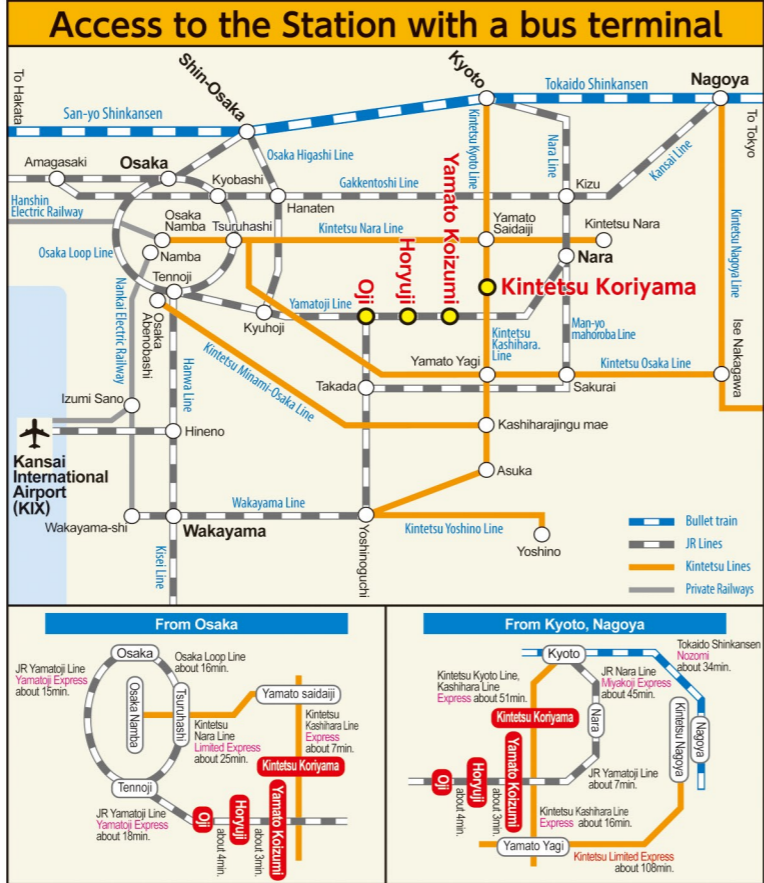 Access to the Station with a bus terminal
To Hakata
San-yo Shinkansen
Shin-Osaka
Kyoto
Tokaido Shinkansen
Nagoya
To Tokyo
Amagasaki
Osaka
Osaka Higashi Line
Kintetsu Kyoto Line
Nara Line
Kansai Line
Kyobashi
Gakkentoshi Line
Kizu
Hanshin
Electric Railway
Hanaten
Osaka
Namba
Tsuruhashi
Kintetsu Nara Line
Yamato
Saidaiji
Kintetsu Nara
Kintetsu Nagoya Line
Osaka Loop Line
Namba
Nara
Tennoji
Yamatoji Line
Oji
Horyuji
Yamato Koizumi
Kintetsu Koriyama
Nankai Electric Railway
Osaka
Abenobashi
Kyuhoji
Kintetsu
Kashihara.
Line
Man-yo
mahoroba Line
Ise Nakagawa
Hanwa Line
Kintetsu Minami-Osaka Line
Yamato Yagi
Kintetsu Osaka Line
Takada
Sakurai
Izumi Sano
Hineno
Kashiharajingu mae
Kansai
International
Airport
(KIX)
Asuka
Wakayama Line
Wakayama-shi
Wakayama
Kisei Line
Yoshinoguchi
Kintetsu Yoshino Line
Yoshino
Bullet train
JR Lines
Kintetsu Lines
Private Railways
From Osaka
JR Yamatoji Line
Yamatoji Express
about 15min.
Osaka
Osaka Loop Line
about 16min.
Osaka Namba
Tsuruhashi
Yamato saidaiji
Kintetsu
Nara Line
Limited Express
about 25min.
Kintetsu
Kashihara Line
Express
about 7min.
Kintetsu Koriyama
Tennoji
JR Yamatoji Line
Yamatoji Express
about 18min.
Oji
about 4min.
Horyuji
about 3min.
Yamato Koizumi
From Kyoto, Nagoya
Kyoto
Tokaido Shinkansen
Nozomi
about 34min.
Kintetsu Kyoto Line,
Kashihara Line
Express about 51min.
JR Nara Line
Miyakoji Express
about 45min.
Kintetsu Koriyama
Nara
Kintetsu Nagoya
Nagoya
Oji
about 4min.
Horyuji
about 3min.
Yamato Koizumi
JR Yamatoji Line
about 7min.
Kintetsu Kashihara Line
Express about 16min.
Yamato Yagi
Kintetsu Limited Express
about 108min.